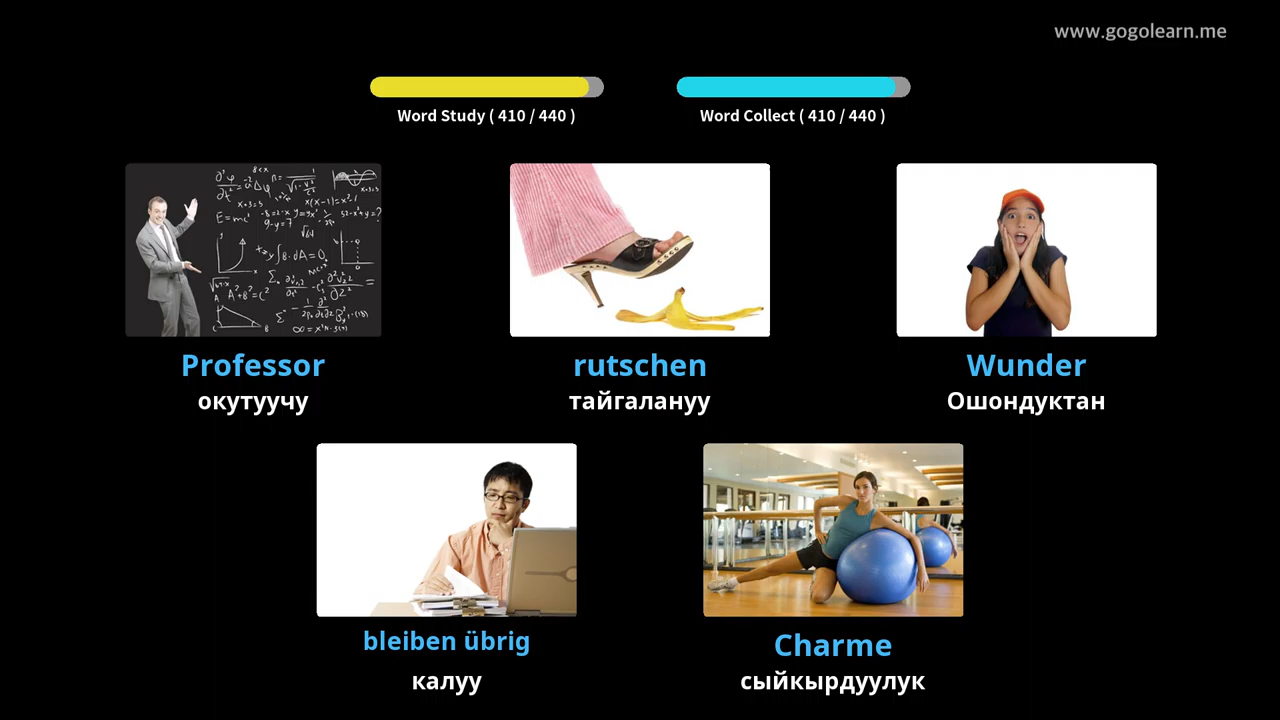 www.gogolearn.me
Word Study ( 410 / 440 )
Word Collect ( 410 / 440 )
Professor
окутуучу
rutschen
тайгалануу
Wunder
Ошондуктан
bleiben übrig
калуу
Charme
сыйкырдуулук